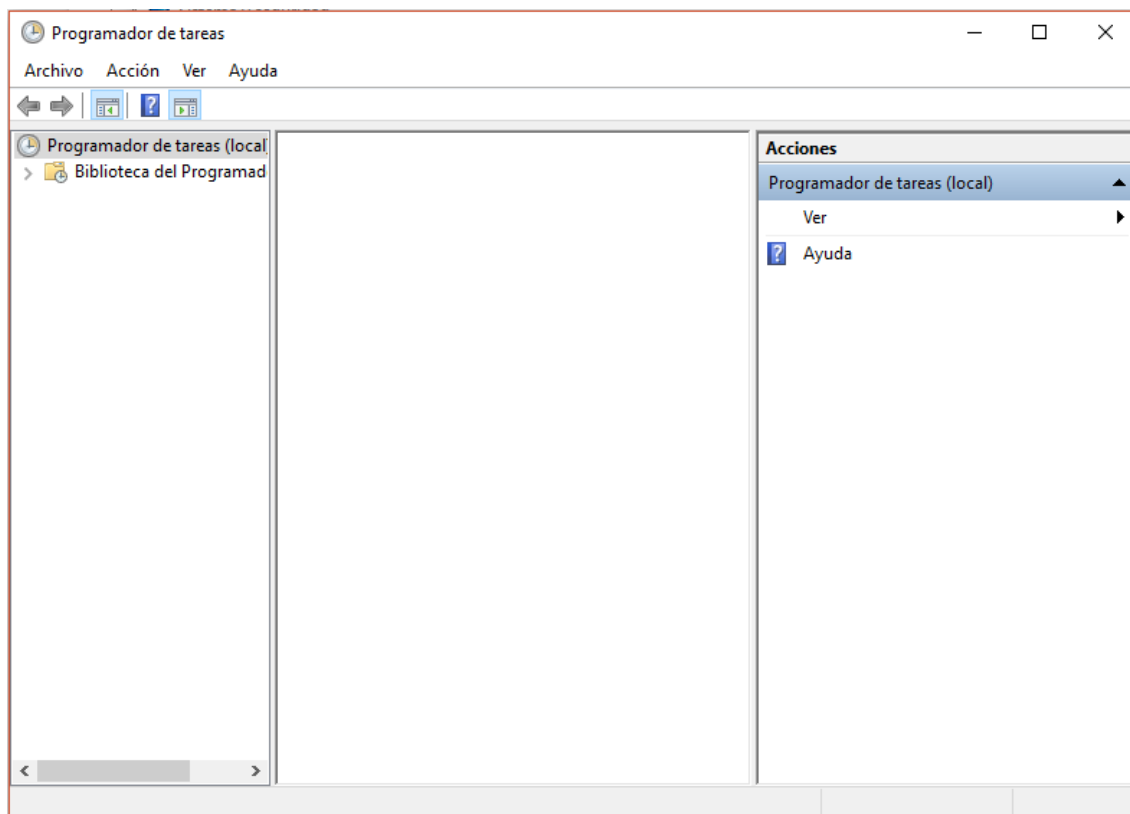 Programador de tareas
Archivo Acción Ver Ayuda
Programador de tareas (local
Biblioteca del Programad
Acciones
Programador de tareas (local)
Ver
Ayuda